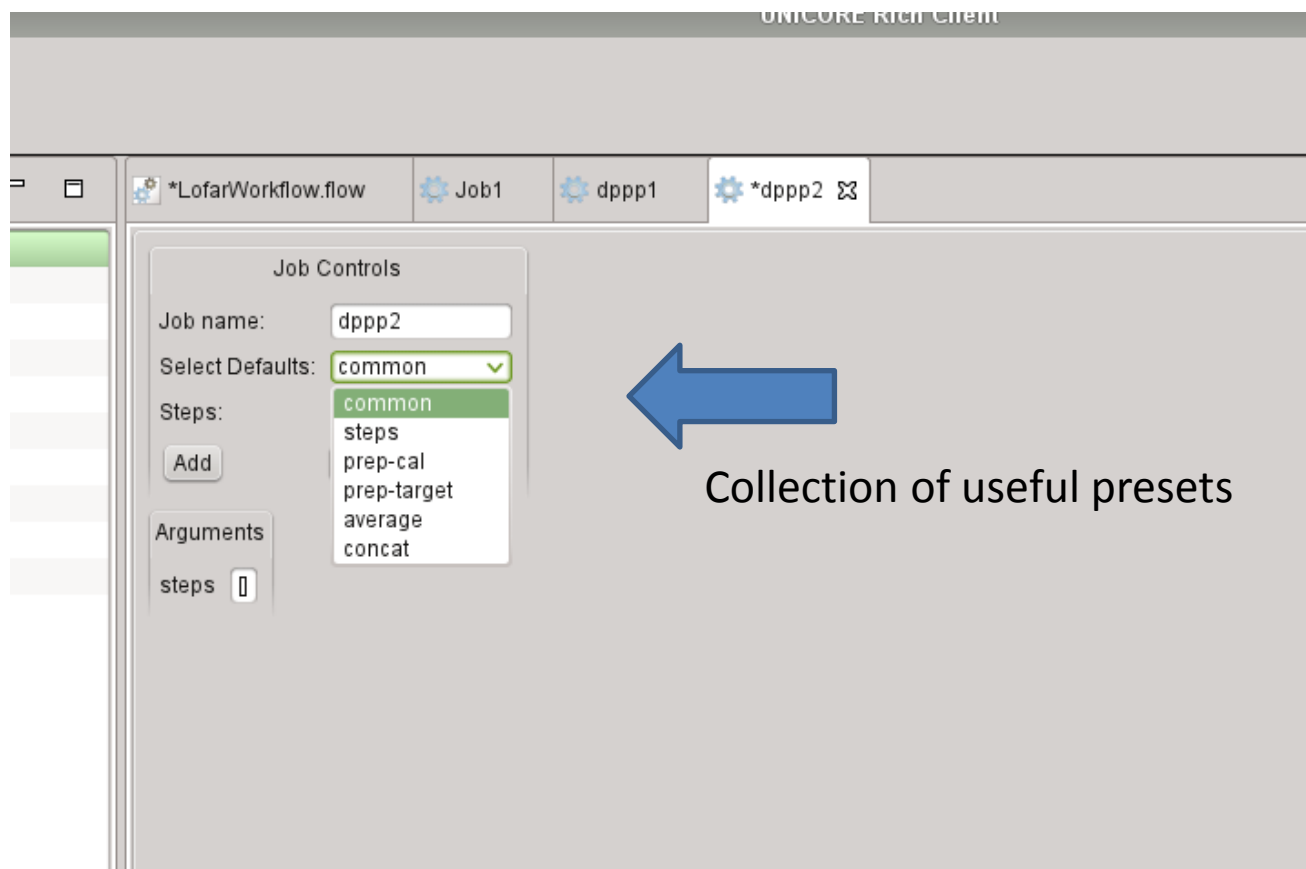 UNICORE Rich Client
*LofarWorkflow.flow Job1 dppp1 *dppp2
Job Controls
Job name: dppp2
Select Defaults: common
Steps:
common
steps
prep-cal
prep-target
average
concat
Add
Arguments
steps []
Collection of useful presets